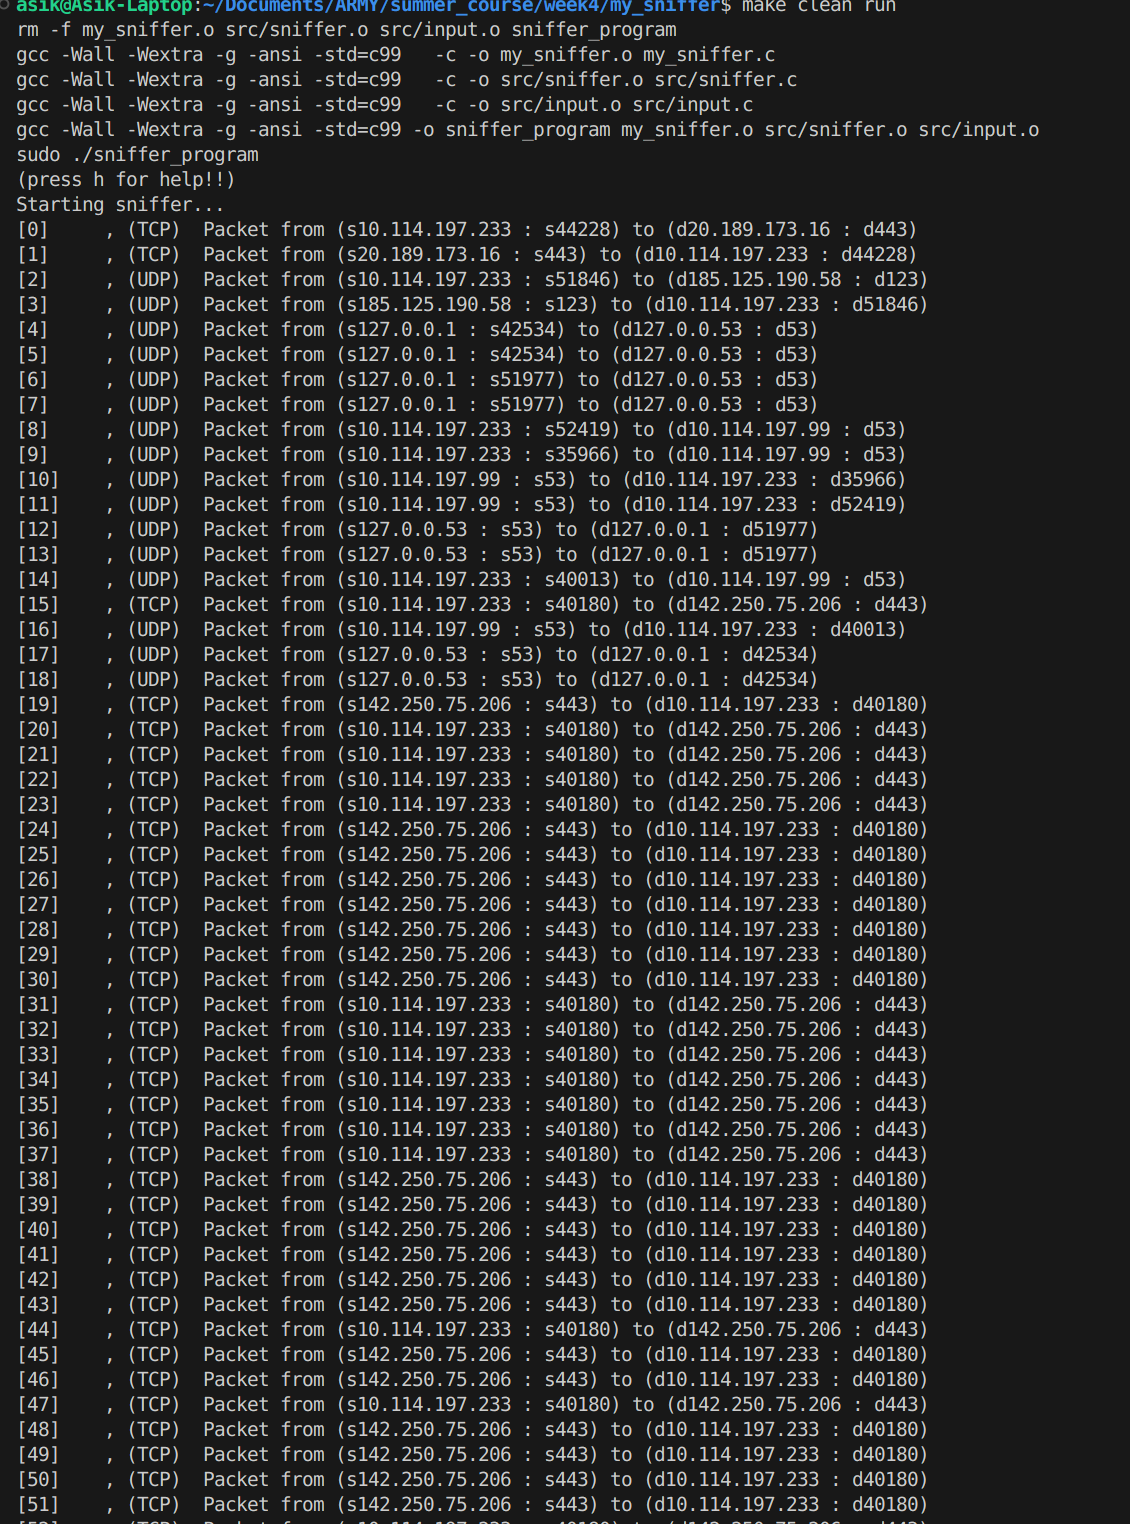 asik@Asik-Laptop:~/Documents/ARMY/summer_course/week4/my_sniffer$ make clean run
rm -f my_sniffer.o src/sniffer.o src/input.o sniffer_program
gcc -Wall -Wextra -g -ansi -std=c99   -c -o my_sniffer.o my_sniffer.c
gcc -Wall -Wextra -g -ansi -std=c99   -c -o src/sniffer.o src/sniffer.c
gcc -Wall -Wextra -g -ansi -std=c99   -c -o src/input.o src/input.c
gcc -Wall -Wextra -g -ansi -std=c99 -o sniffer_program my_sniffer.o src/sniffer.o src/input.o
sudo ./sniffer_program
(press h for help!!)
Starting sniffer...
[0]     , (TCP)  Packet from (s10.114.197.233 : s44228) to (d20.189.173.16 : d443)
[1]     , (TCP)  Packet from (s20.189.173.16 : s443) to (d10.114.197.233 : d44228)
[2]     , (UDP)  Packet from (s10.114.197.233 : s51846) to (d185.125.190.58 : d123)
[3]     , (UDP)  Packet from (s185.125.190.58 : s123) to (d10.114.197.233 : d51846)
[4]     , (UDP)  Packet from (s127.0.0.1 : s42534) to (d127.0.0.53 : d53)
[5]     , (UDP)  Packet from (s127.0.0.1 : s42534) to (d127.0.0.53 : d53)
[6]     , (UDP)  Packet from (s127.0.0.1 : s51977) to (d127.0.0.53 : d53)
[7]     , (UDP)  Packet from (s127.0.0.1 : s51977) to (d127.0.0.53 : d53)
[8]     , (UDP)  Packet from (s10.114.197.233 : s52419) to (d10.114.197.99 : d53)
[9]     , (UDP)  Packet from (s10.114.197.233 : s35966) to (d10.114.197.99 : d53)
[10]    , (UDP)  Packet from (s10.114.197.99 : s53) to (d10.114.197.233 : d35966)
[11]    , (UDP)  Packet from (s10.114.197.99 : s53) to (d10.114.197.233 : d52419)
[12]    , (UDP)  Packet from (s127.0.0.53 : s53) to (d127.0.0.1 : d51977)
[13]    , (UDP)  Packet from (s127.0.0.53 : s53) to (d127.0.0.1 : d51977)
[14]    , (UDP)  Packet from (s10.114.197.233 : s40013) to (d10.114.197.99 : d53)
[15]    , (TCP)  Packet from (s10.114.197.233 : s40180) to (d142.250.75.206 : d443)
[16]    , (UDP)  Packet from (s10.114.197.99 : s53) to (d10.114.197.233 : d40013)
[17]    , (UDP)  Packet from (s127.0.0.53 : s53) to (d127.0.0.1 : d42534)
[18]    , (UDP)  Packet from (s127.0.0.53 : s53) to (d127.0.0.1 : d42534)
[19]    , (TCP)  Packet from (s142.250.75.206 : s443) to (d10.114.197.233 : d40180)
[20]    , (TCP)  Packet from (s10.114.197.233 : s40180) to (d142.250.75.206 : d443)
[21]    , (TCP)  Packet from (s10.114.197.233 : s40180) to (d142.250.75.206 : d443)
[22]    , (TCP)  Packet from (s10.114.197.233 : s40180) to (d142.250.75.206 : d443)
[23]    , (TCP)  Packet from (s10.114.197.233 : s40180) to (d142.250.75.206 : d443)
[24]    , (TCP)  Packet from (s142.250.75.206 : s443) to (d10.114.197.233 : d40180)
[25]    , (TCP)  Packet from (s142.250.75.206 : s443) to (d10.114.197.233 : d40180)
[26]    , (TCP)  Packet from (s142.250.75.206 : s443) to (d10.114.197.233 : d40180)
[27]    , (TCP)  Packet from (s142.250.75.206 : s443) to (d10.114.197.233 : d40180)
[28]    , (TCP)  Packet from (s142.250.75.206 : s443) to (d10.114.197.233 : d40180)
[29]    , (TCP)  Packet from (s142.250.75.206 : s443) to (d10.114.197.233 : d40180)
[30]    , (TCP)  Packet from (s142.250.75.206 : s443) to (d10.114.197.233 : d40180)
[31]    , (TCP)  Packet from (s10.114.197.233 : s40180) to (d142.250.75.206 : d443)
[32]    , (TCP)  Packet from (s10.114.197.233 : s40180) to (d142.250.75.206 : d443)
[33]    , (TCP)  Packet from (s10.114.197.233 : s40180) to (d142.250.75.206 : d443)
[34]    , (TCP)  Packet from (s10.114.197.233 : s40180) to (d142.250.75.206 : d443)
[35]    , (TCP)  Packet from (s10.114.197.233 : s40180) to (d142.250.75.206 : d443)
[36]    , (TCP)  Packet from (s10.114.197.233 : s40180) to (d142.250.75.206 : d443)
[37]    , (TCP)  Packet from (s10.114.197.233 : s40180) to (d142.250.75.206 : d443)
[38]    , (TCP)  Packet from (s142.250.75.206 : s443) to (d10.114.197.233 : d40180)
[39]    , (TCP)  Packet from (s142.250.75.206 : s443) to (d10.114.197.233 : d40180)
[40]    , (TCP)  Packet from (s142.250.75.206 : s443) to (d10.114.197.233 : d40180)
[41]    , (TCP)  Packet from (s142.250.75.206 : s443) to (d10.114.197.233 : d40180)
[42]    , (TCP)  Packet from (s142.250.75.206 : s443) to (d10.114.197.233 : d40180)
[43]    , (TCP)  Packet from (s142.250.75.206 : s443) to (d10.114.197.233 : d40180)
[44]    , (TCP)  Packet from (s10.114.197.233 : s40180) to (d142.250.75.206 : d443)
[45]    , (TCP)  Packet from (s142.250.75.206 : s443) to (d10.114.197.233 : d40180)
[46]    , (TCP)  Packet from (s142.250.75.206 : s443) to (d10.114.197.233 : d40180)
[47]    , (TCP)  Packet from (s10.114.197.233 : s40180) to (d142.250.75.206 : d443)
[48]    , (TCP)  Packet from (s142.250.75.206 : s443) to (d10.114.197.233 : d40180)
[49]    , (TCP)  Packet from (s142.250.75.206 : s443) to (d10.114.197.233 : d40180)
[50]    , (TCP)  Packet from (s142.250.75.206 : s443) to (d10.114.197.233 : d40180)
[51]    , (TCP)  Packet from (s142.250.75.206 : s443) to (d10.114.197.233 : d40180)